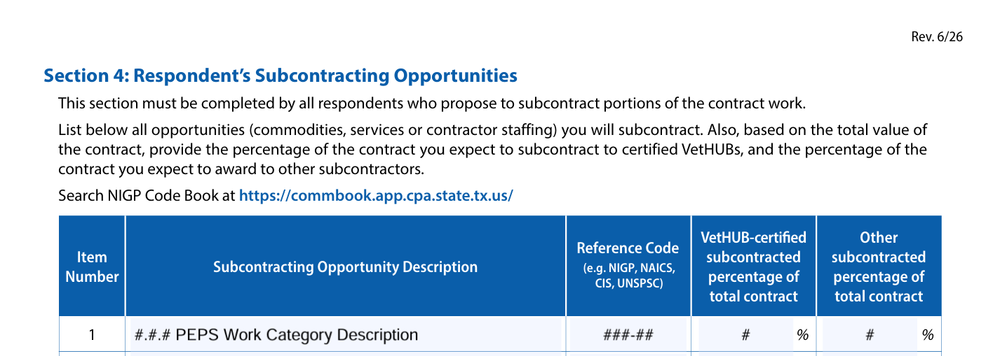 Rev. 6/26
Section 4: Respondent’s Subcontracting Opportunities
This section must be completed by all respondents who propose to subcontract portions of the contract work.
List below all opportunities (commodities, services or contractor staffing) you will subcontract. Also, based on the total value of
the contract, provide the percentage of the contract you expect to subcontract to certified VetHUBs, and the percentage of the
contract you expect to award to other subcontractors.
Search NIGP Code Book at https://commbook.app.cpa.state.tx.us/
Item
Number
Subcontracting Opportunity Description
Reference Code
(e.g. NIGP, NAICS,
CIS, UNSPSC)
VetHUB-certified
subcontracted
percentage of
total contract
Other
subcontracted
percentage of
total contract
1 #.#.# PEPS Work Category Description ###-## # % # %